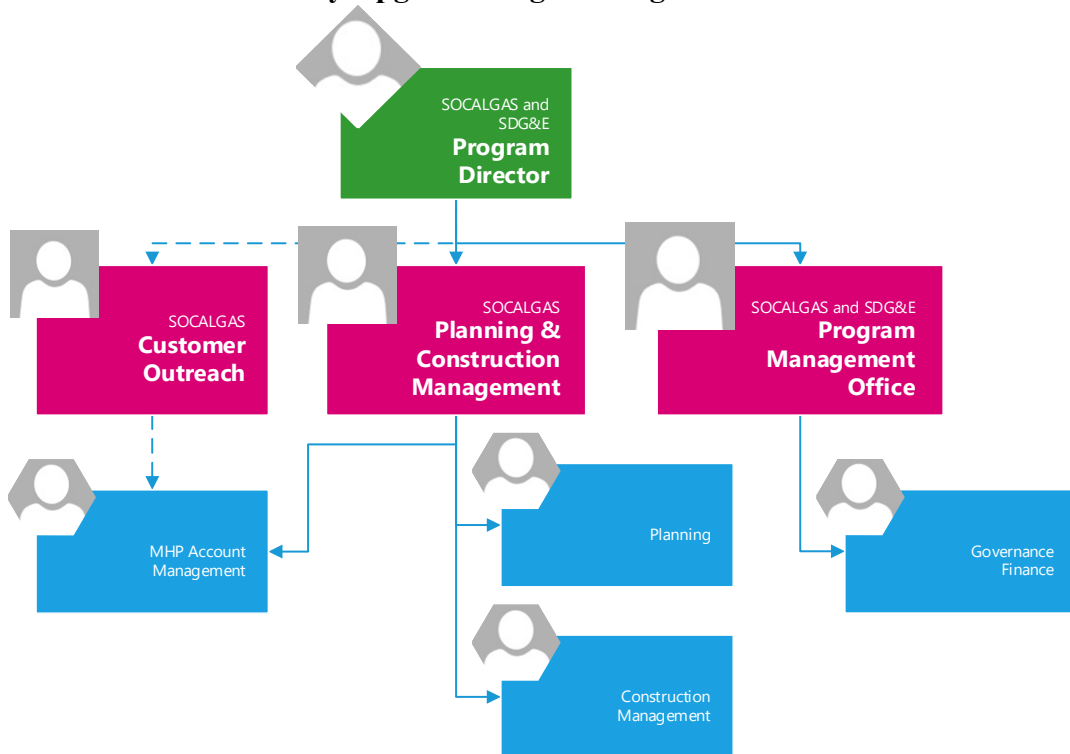 SOCALGAS and
SDG&E
Program
Director
SOCALGAS
Customer
Outreach
SOCALGAS
Planning &
Construction
Management
SOCALGAS and SDG&E
Program
Management
Office
MHP Account
Management
Planning
Governance
Finance
Construction
Management